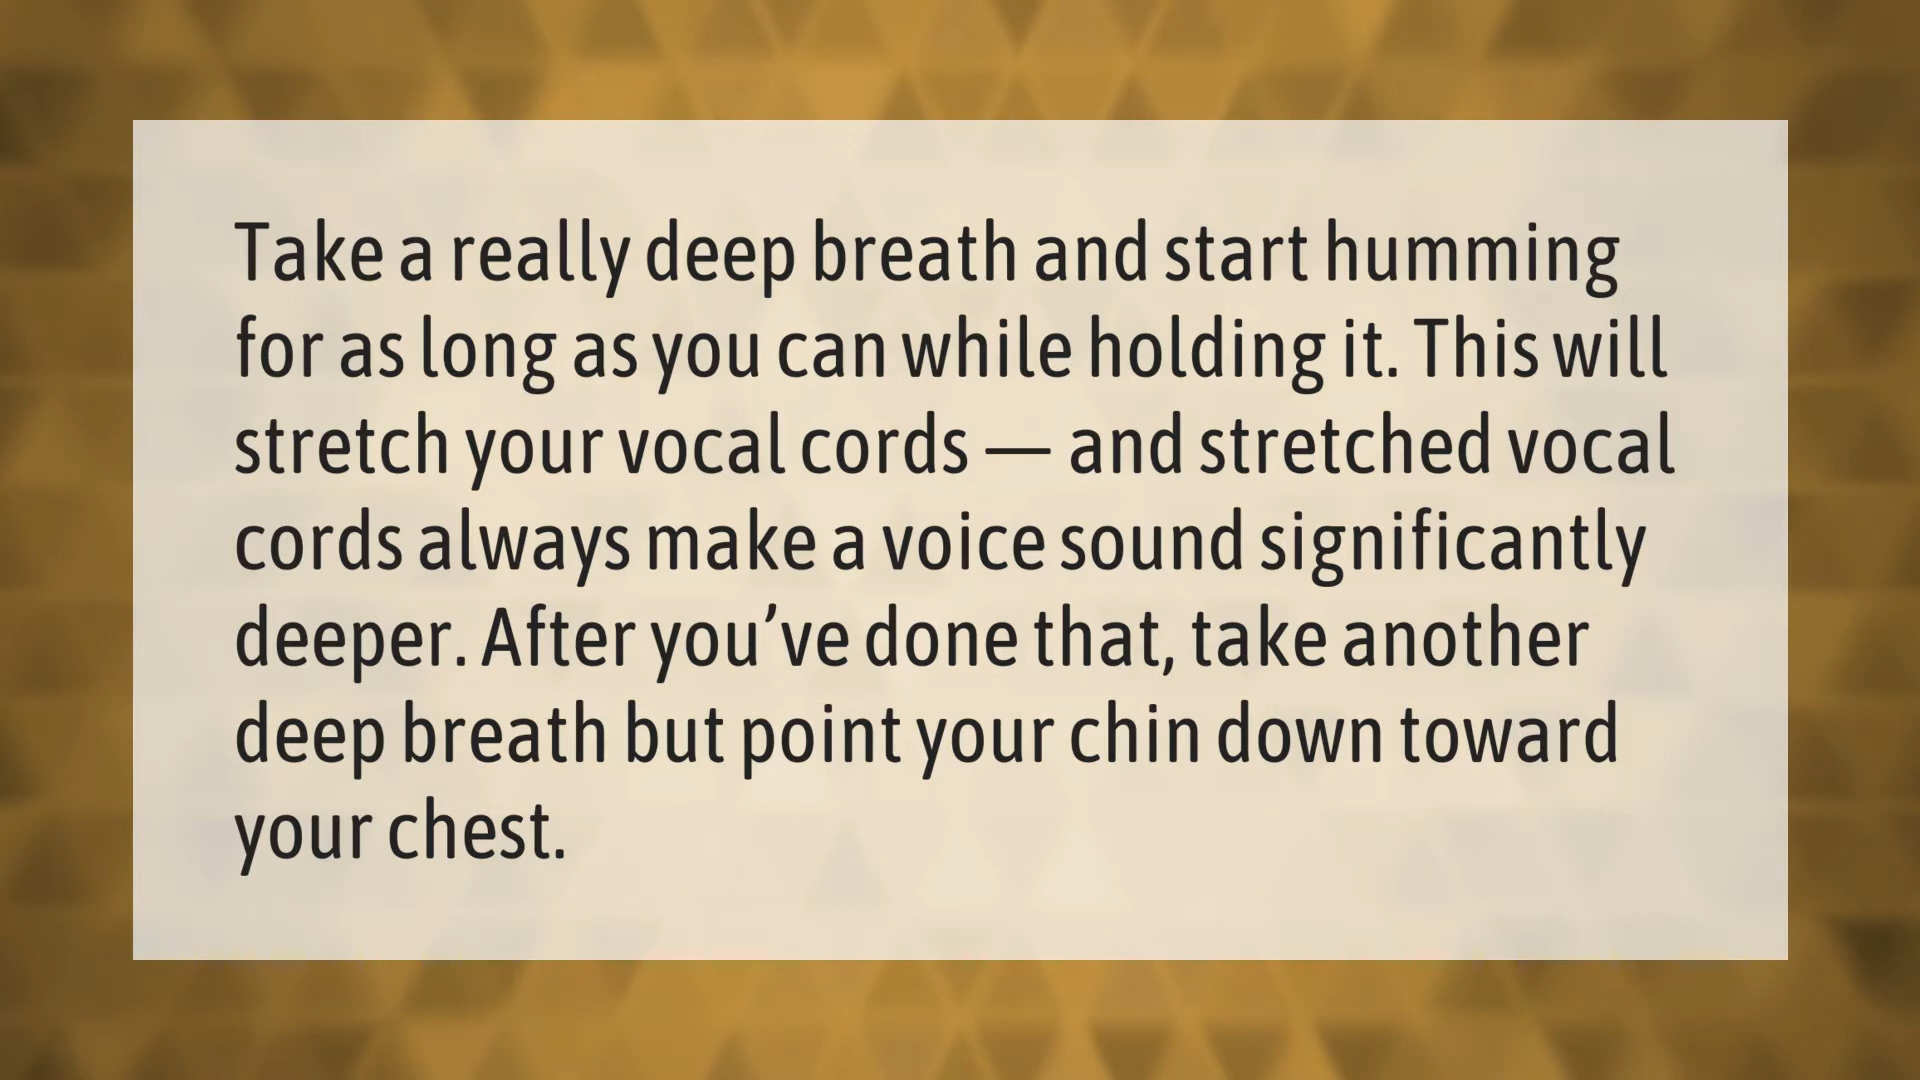 Take a really deep breath and start humming
for as long as you can while holding it. This will
stretch your vocal cords — and stretched vocal
cords always make a voice sound significantly
deeper. After you’ve done that, take another
deep breath but point your chin down toward
your chest.